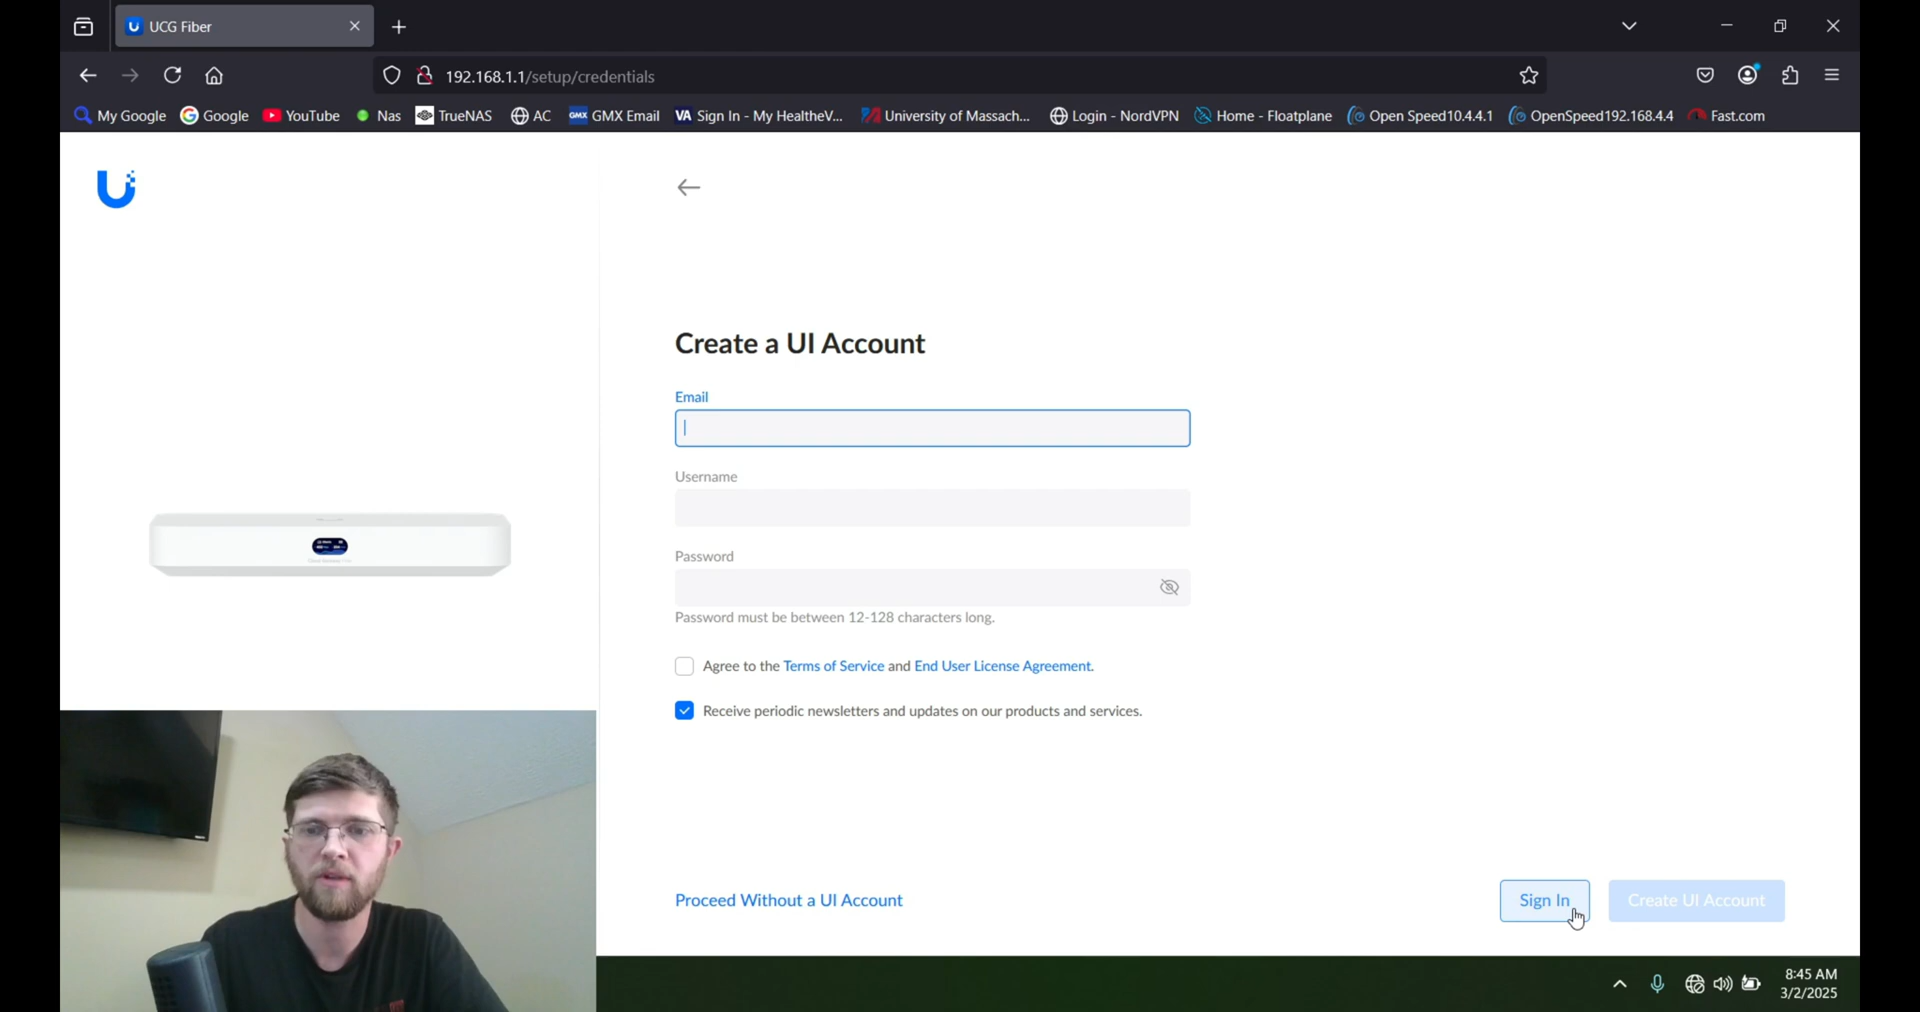 UCG Fiber
192.168.1.1/setup/credentials
My Google Google YouTube Nas TrueNAS AC GMX GMX Email VA Sign In - My HealtheV... University of Massach... Login - NordVPN Home - Floatplane Open Speed10.4.4.1 OpenSpeed192.168.4.4 Fast.com
Create a UI Account
Email
Username
Password
Password must be between 12-128 characters long.
Agree to the Terms of Service and End User License Agreement.
Receive periodic newsletters and updates on our products and services.
Proceed Without a UI Account
Sign In
Create UI Account
8:45 AM
3/2/2025